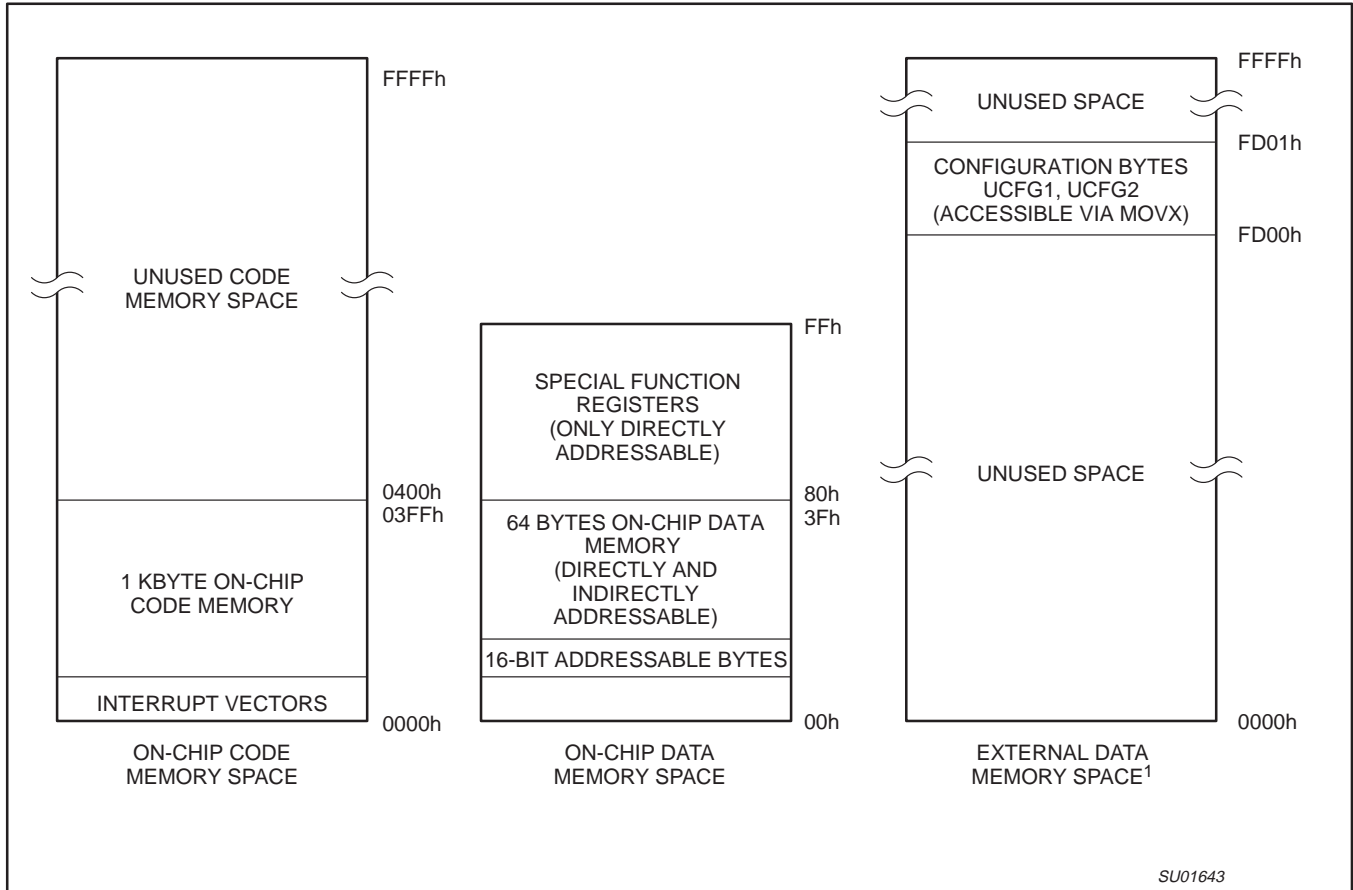 FFFFh
UNUSED CODE
MEMORY SPACE
0400h
03FFh
1 KBYTE ON-CHIP
CODE MEMORY
INTERRUPT VECTORS
0000h
ON-CHIP CODE
MEMORY SPACE
FFh
SPECIAL FUNCTION
REGISTERS
(ONLY DIRECTLY
ADDRESSABLE)
80h
3Fh
64 BYTES ON-CHIP DATA
MEMORY
(DIRECTLY AND
INDIRECTLY
ADDRESSABLE)
16-BIT ADDRESSABLE BYTES
00h
ON-CHIP DATA
MEMORY SPACE
FFFFh
UNUSED SPACE
FD01h
CONFIGURATION BYTES
UCFG1, UCFG2
(ACCESSIBLE VIA MOVX)
FD00h
UNUSED SPACE
0000h
EXTERNAL DATA
MEMORY SPACE1
SU01643